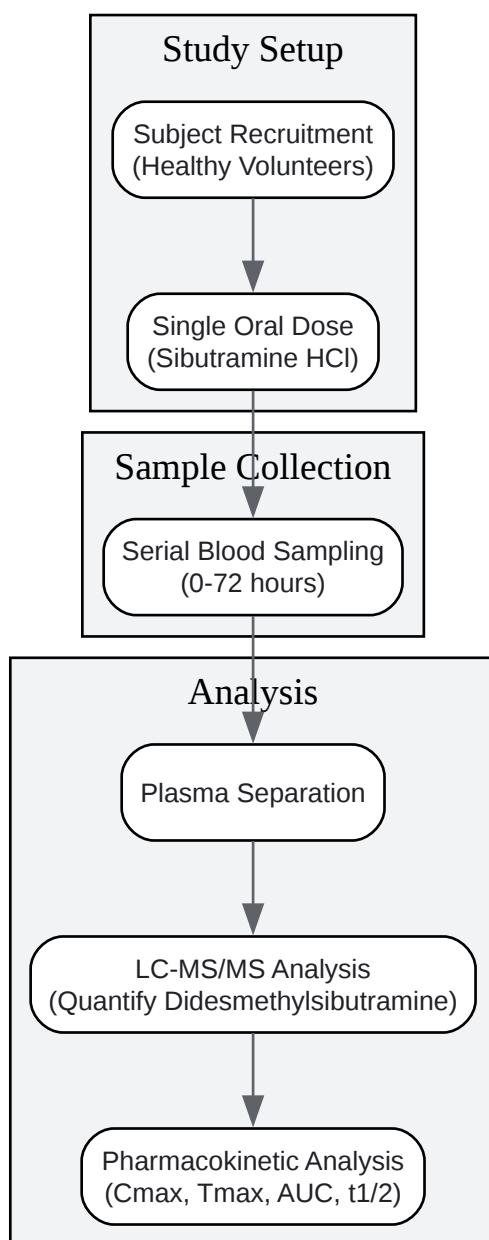 Study Setup
Subject Recruitment
(Healthy Volunteers)
Single Oral Dose
(Sibutramine HCl)
Sample Collection
Serial Blood Sampling
(0-72 hours)
Analysis
Plasma Separation
LC-MS/MS Analysis
(Quantify Didesmethylsibutramine)
Pharmacokinetic Analysis
(Cmax, Tmax, AUC, t1/2)